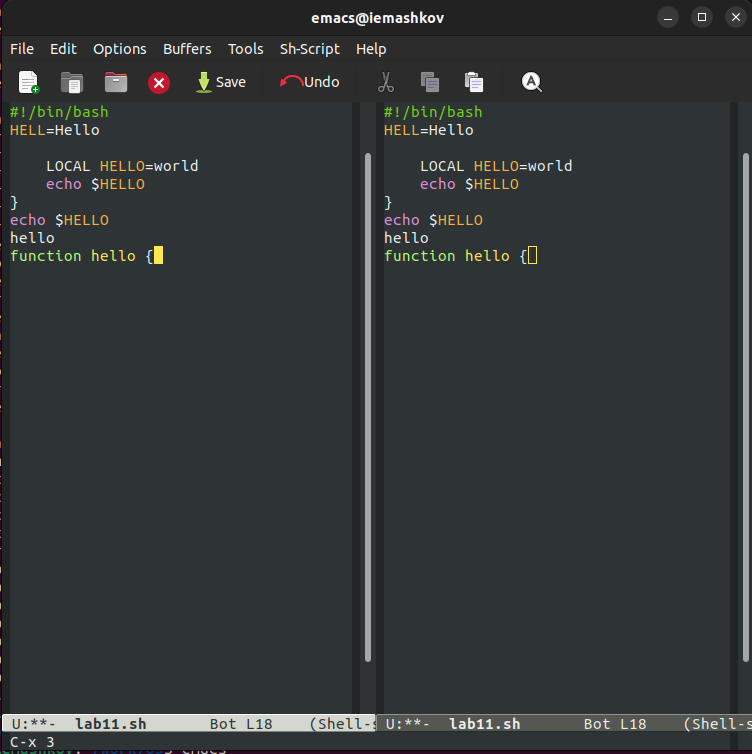 emacs@iemashkov
File Edit Options Buffers Tools Sh-Script Help
Save Undo
#!/bin/bash
HELL=Hello
LOCAL HELLO=world
echo $HELLO
}
echo $HELLO
hello
function hello {
U:**- lab11.sh Bot L18 (Shell-s
#!/bin/bash
HELL=Hello
LOCAL HELLO=world
echo $HELLO
}
echo $HELLO
hello
function hello {
U:**- lab11.sh Bot L18 (Shell-s
C-x 3